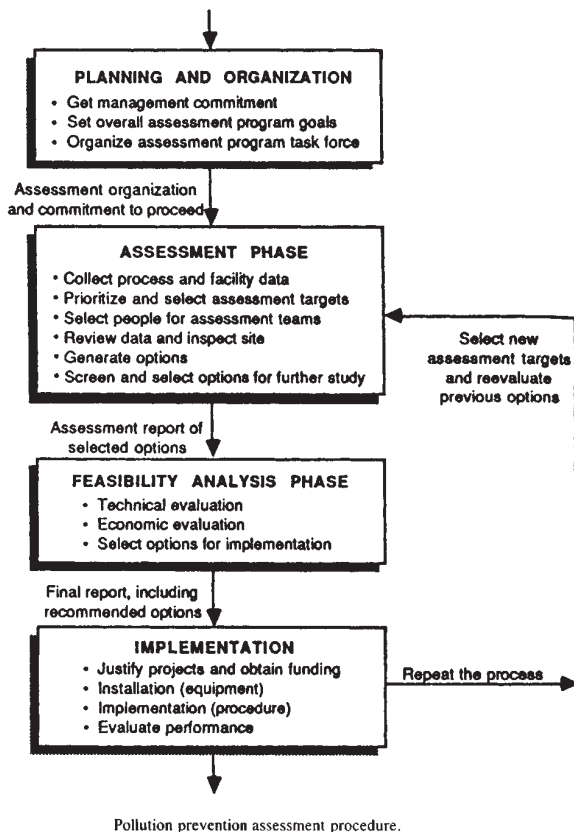 PLANNING AND ORGANIZATION
• Get management commitment
• Set overall assessment program goals
• Organize assessment program task force
Assessment organization
and commitment to proceed
ASSESSMENT PHASE
• Collect process and facility data
• Prioritize and select assessment targets
• Select people for assessment teams
• Review data and inspect site
• Generate options
• Screen and select options for further study
Select new
assessment targets
and reevaluate
previous options
Assessment report of
selected options
FEASIBILITY ANALYSIS PHASE
• Technical evaluation
• Economic evaluation
• Select options for implementation
Final report, including
recommended options
IMPLEMENTATION
• Justify projects and obtain funding
• Installation (equipment)
• Implementation (procedure)
• Evaluate performance
Repeat the process
Pollution prevention assessment procedure.